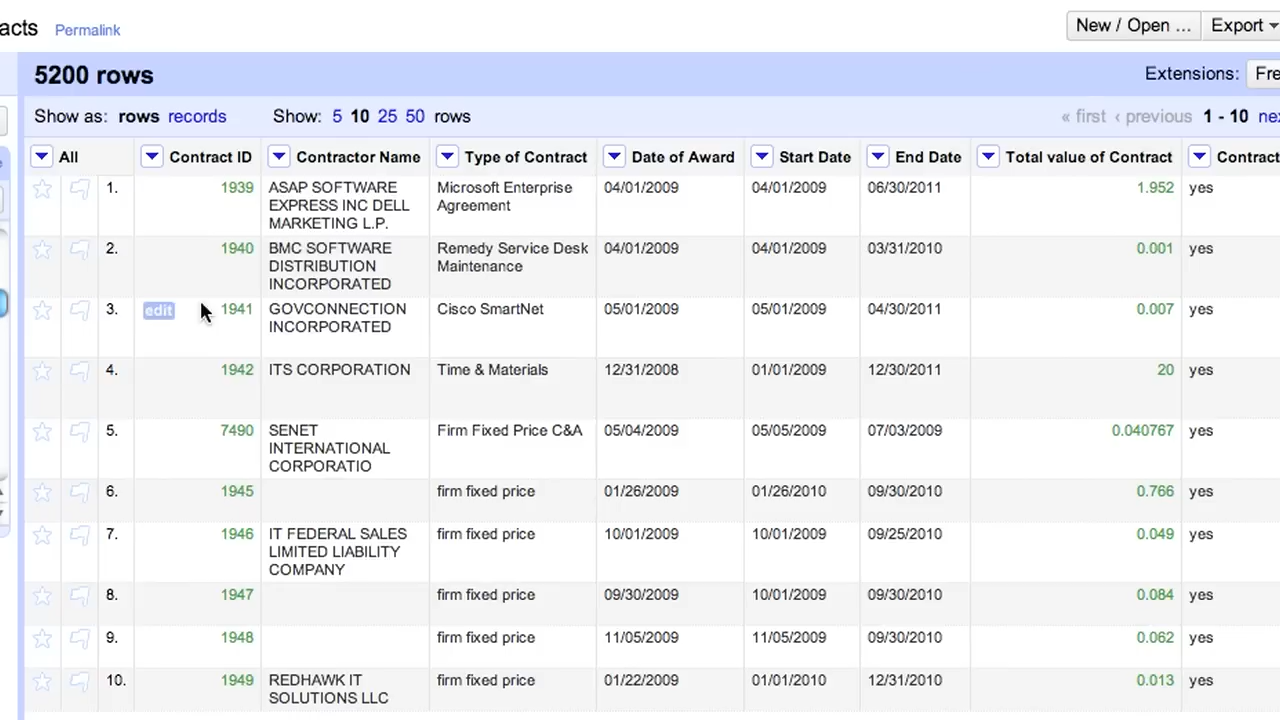 acts Permalink New / Open ... Export
5200 rows Extensions: Fre
Show as: rows records Show: 5 10 25 50 rows « first ‹ previous 1 - 10 nex
All Contract ID Contractor Name Type of Contract Date of Award Start Date End Date Total value of Contract Contract
1. 1939 ASAP SOFTWARE Microsoft Enterprise 04/01/2009 04/01/2009 06/30/2011 1.952 yes
EXPRESS INC DELL Agreement
MARKETING L.P.
2. 1940 BMC SOFTWARE Remedy Service Desk 04/01/2009 04/01/2009 03/31/2010 0.001 yes
DISTRIBUTION Maintenance
INCORPORATED
3. edit 1941 GOVCONNECTION Cisco SmartNet 05/01/2009 05/01/2009 04/30/2011 0.007 yes
INCORPORATED
4. 1942 ITS CORPORATION Time & Materials 12/31/2008 01/01/2009 12/30/2011 20 yes
5. 7490 SENET Firm Fixed Price C&A 05/04/2009 05/05/2009 07/03/2009 0.040767 yes
INTERNATIONAL
CORPORATIO
6. 1945 firm fixed price 01/26/2009 01/26/2010 09/30/2010 0.766 yes
7. 1946 IT FEDERAL SALES firm fixed price 10/01/2009 10/01/2009 09/25/2010 0.049 yes
LIMITED LIABILITY
COMPANY
8. 1947 firm fixed price 09/30/2009 10/01/2009 09/30/2010 0.084 yes
9. 1948 firm fixed price 11/05/2009 11/05/2009 09/30/2010 0.062 yes
10. 1949 REDHAWK IT firm fixed price 01/22/2009 01/01/2010 12/31/2010 0.013 yes
SOLUTIONS LLC